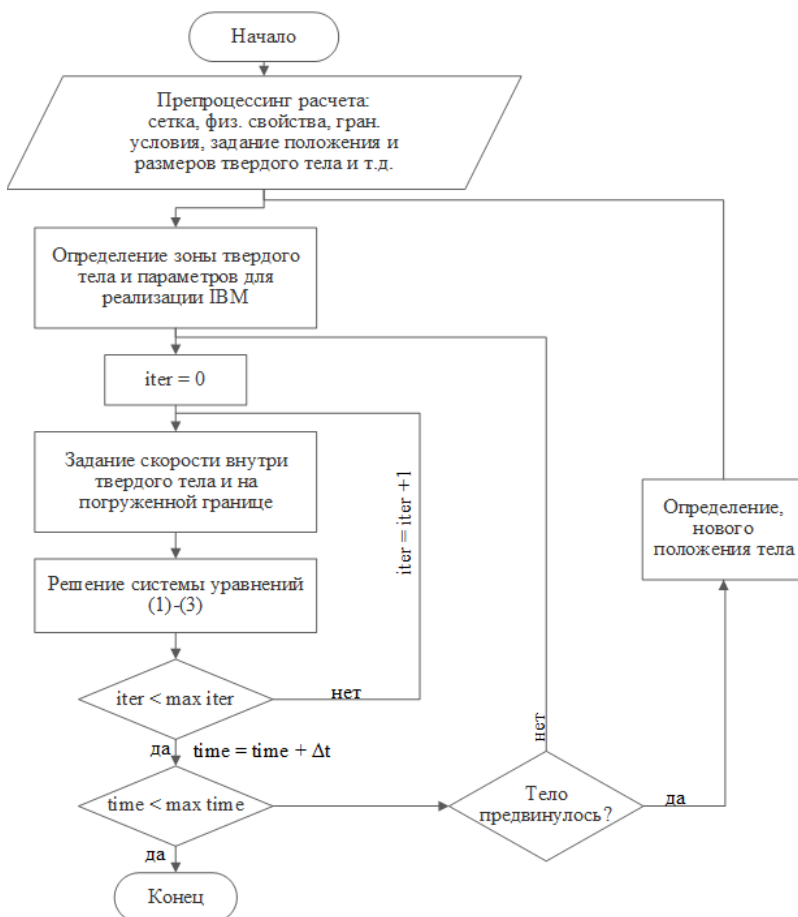 Начало
Препроцессинг расчета:
сетка, физ. свойства, гран.
условия, задание положения и
размеров твердого тела и т.д.
Определение зоны твердого
тела и параметров для
реализации IBM
iter = 0
Задание скорости внутри
твердого тела и на
погруженной границе
iter = iter +1
Определение,
нового
положения тела
Решение системы уравнений
(1)-(3)
iter < max iter
нет
да
time = time + Δt
нет
time < max time
Тело
предвинулось?
да
да
Конец